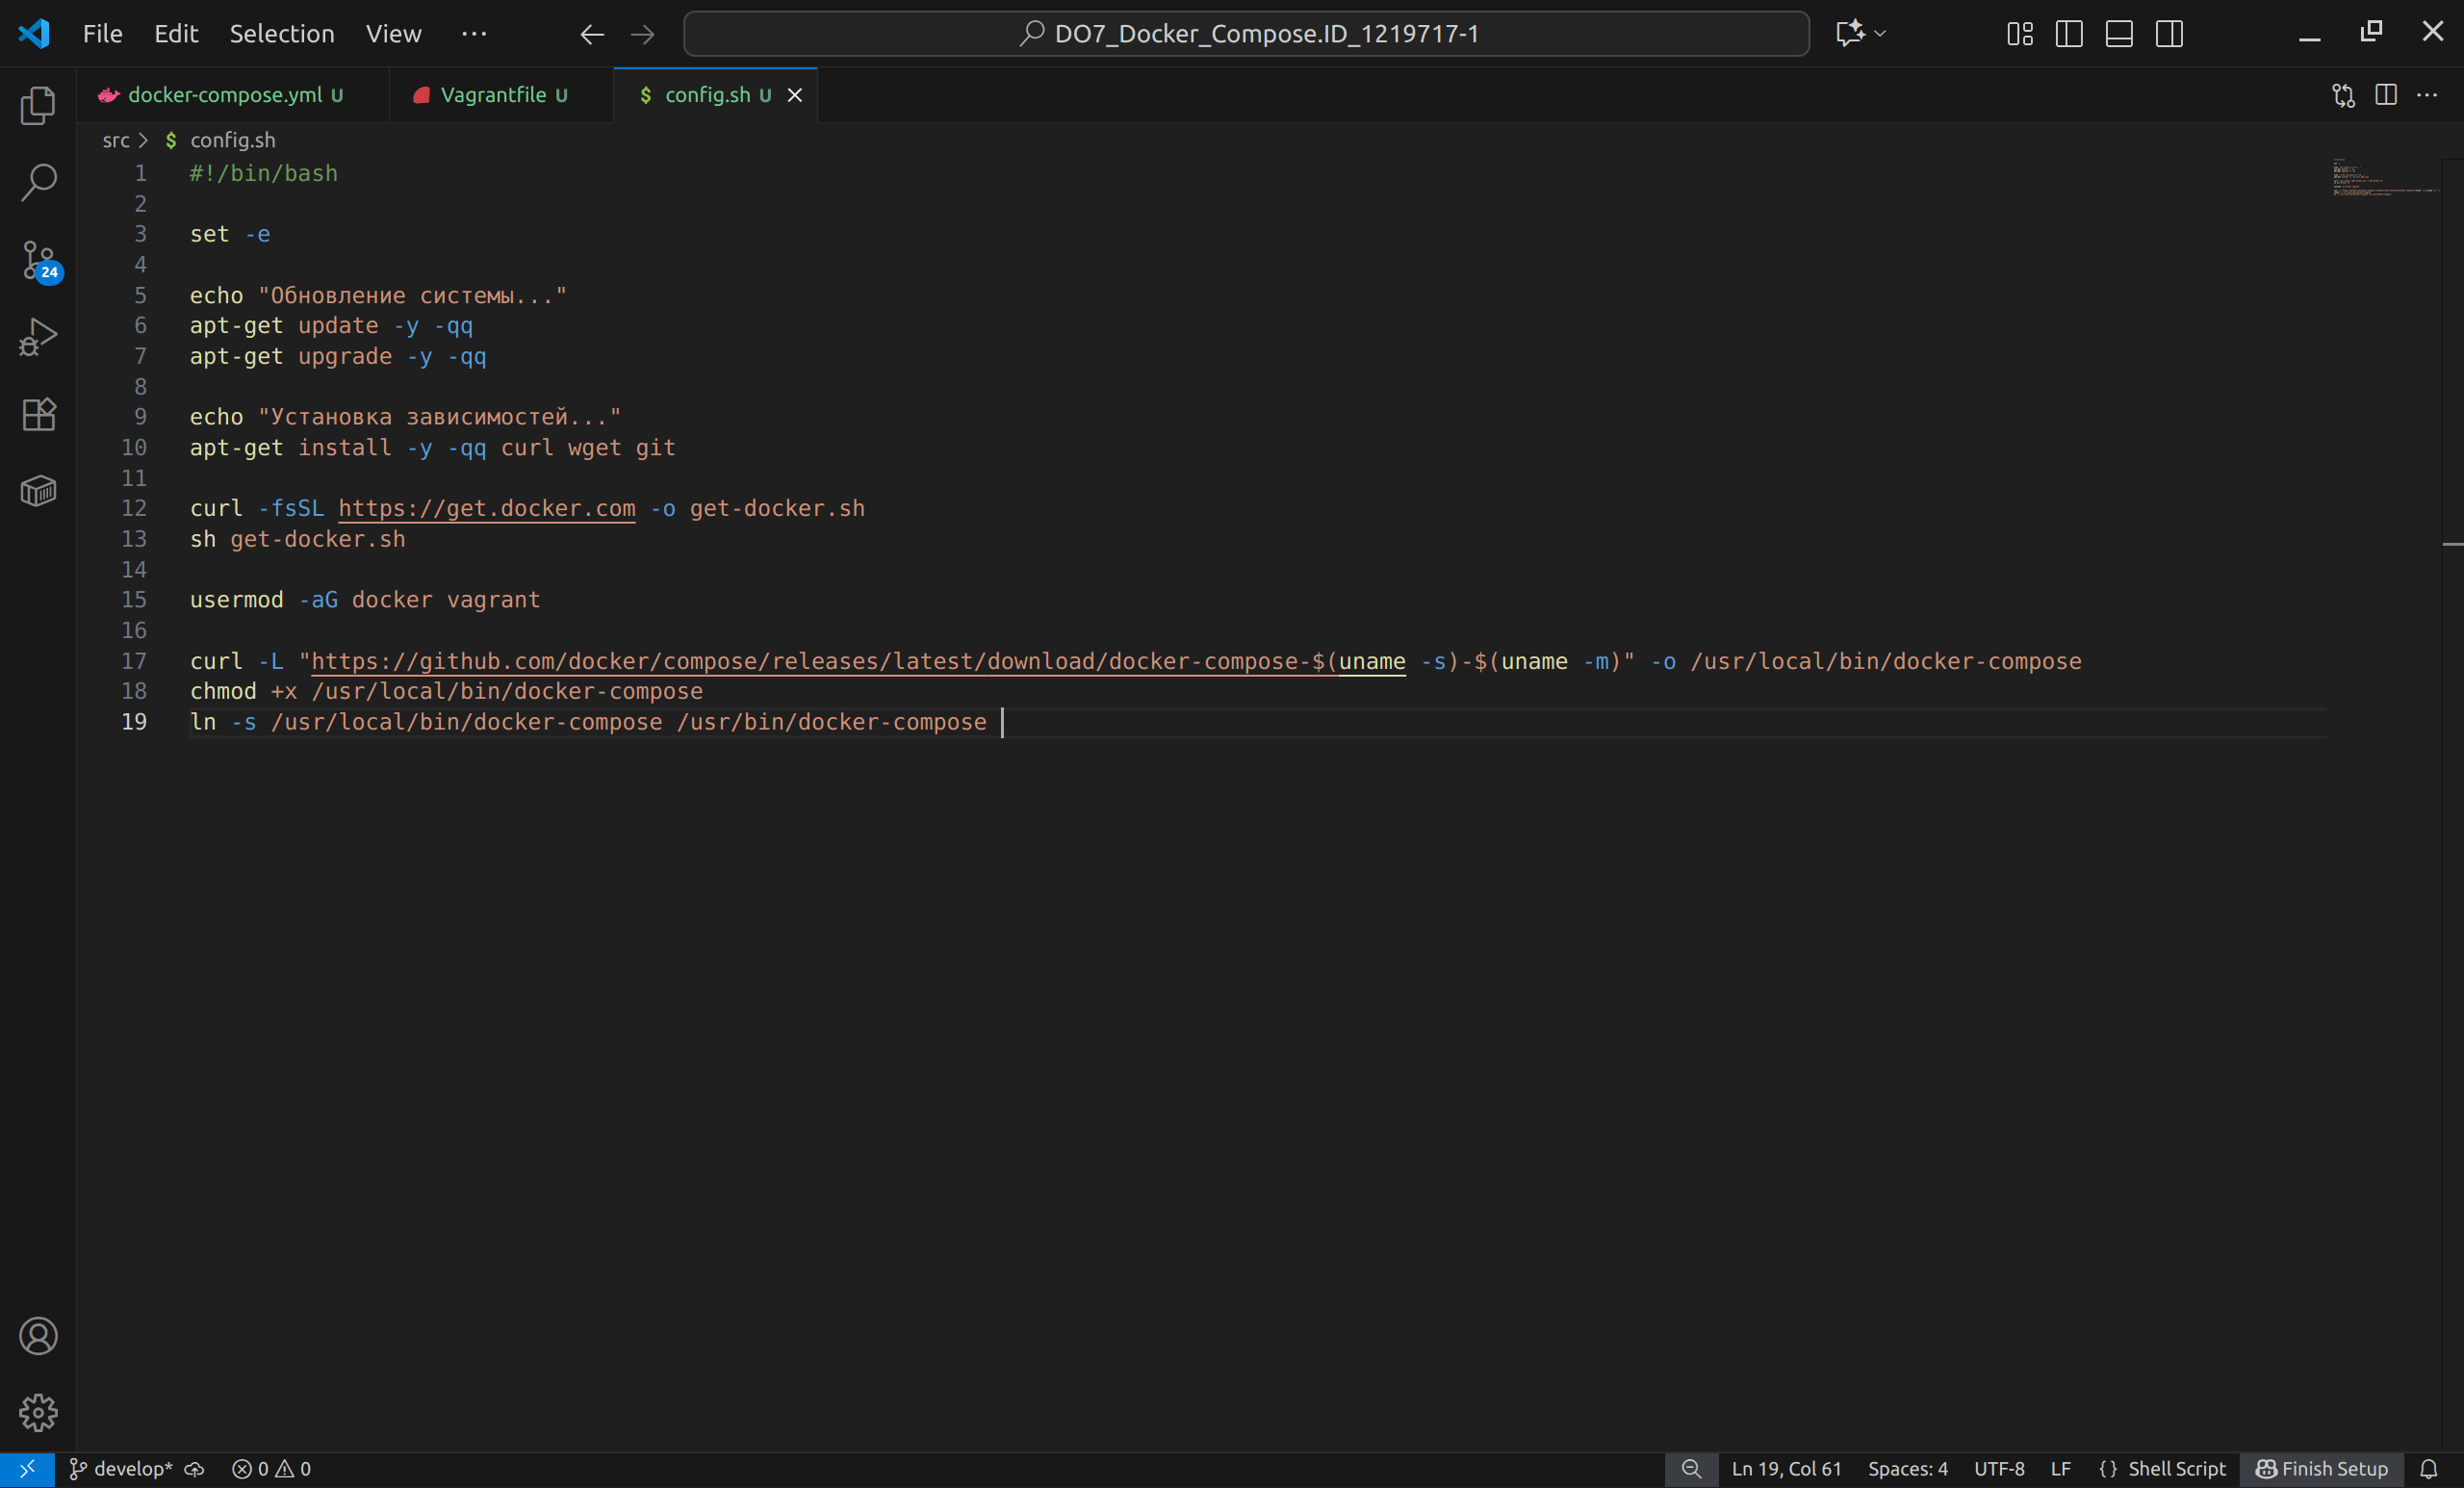 File Edit Selection View ··· DO7_Docker_Compose.ID_1219717-1
docker-compose.yml U Vagrantfile U $ config.sh U
src > $ config.sh
1 #!/bin/bash
2
3 set -e
4
5 echo "Обновление системы..."
6 apt-get update -y -qq
7 apt-get upgrade -y -qq
8
9 echo "Установка зависимостей..."
10 apt-get install -y -qq curl wget git
11
12 curl -fsSL https://get.docker.com -o get-docker.sh
13 sh get-docker.sh
14
15 usermod -aG docker vagrant
16
17 curl -L "https://github.com/docker/compose/releases/latest/download/docker-compose-$(uname -s)-$(uname -m)" -o /usr/local/bin/docker-compose
18 chmod +x /usr/local/bin/docker-compose
19 ln -s /usr/local/bin/docker-compose /usr/bin/docker-compose
24
develop* 0 0 Ln 19, Col 61 Spaces: 4 UTF-8 LF {} Shell Script Finish Setup